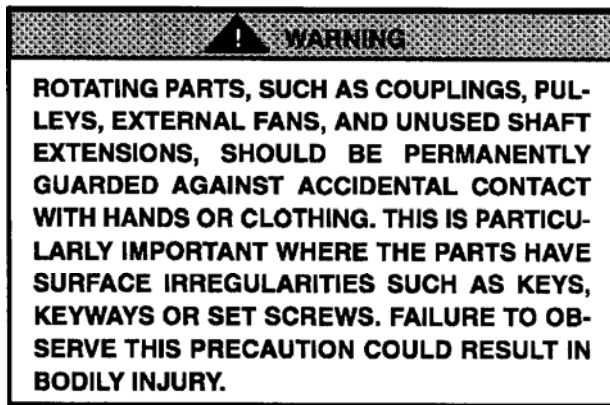 WARNING
ROTATING PARTS, SUCH AS COUPLINGS, PUL-
LEYS, EXTERNAL FANS, AND UNUSED SHAFT
EXTENSIONS, SHOULD BE PERMANENTLY
GUARDED AGAINST ACCIDENTAL CONTACT
WITH HANDS OR CLOTHING. THIS IS PARTICU-
LARLY IMPORTANT WHERE THE PARTS HAVE
SURFACE IRREGULARITIES SUCH AS KEYS,
KEYWAYS OR SET SCREWS. FAILURE TO OB-
SERVE THIS PRECAUTION COULD RESULT IN
BODILY INJURY.